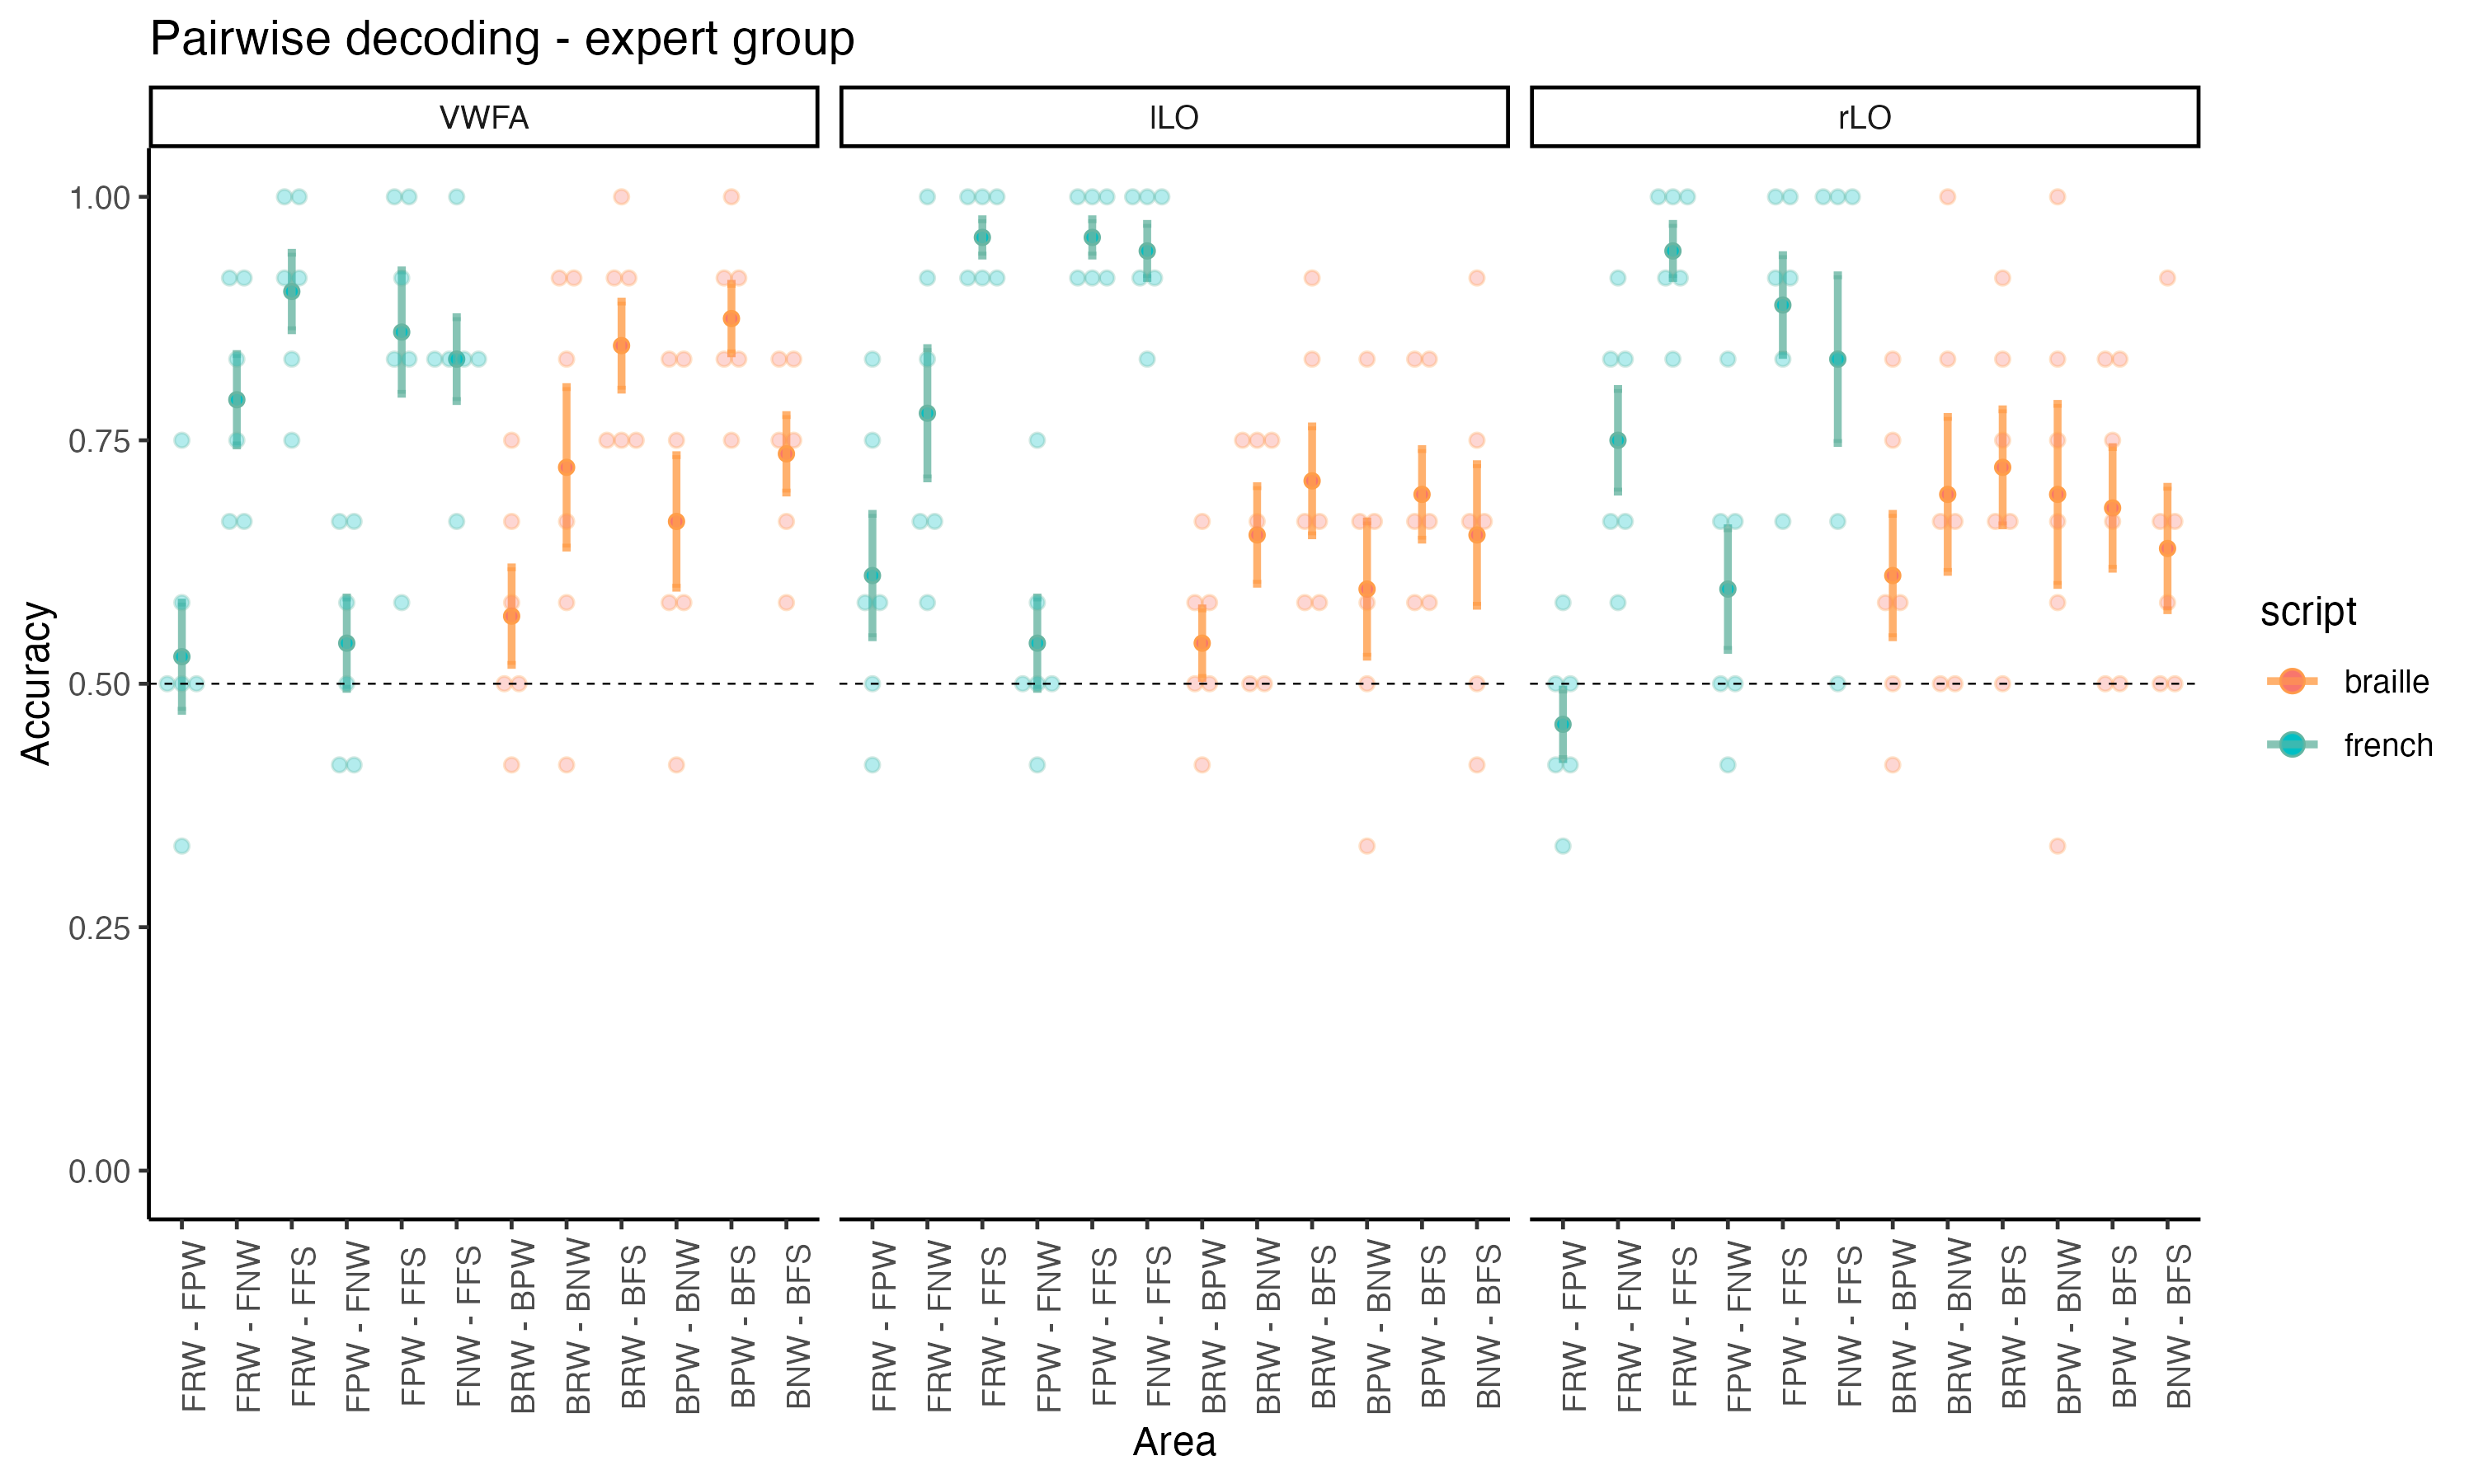 Pairwise decoding - expert group
VWFA
lLO
rLO
Accuracy
1.00
0.75
0.50
0.25
0.00
FRW - FPW
FRW - FNW
FRW - FFS
FPW - FNW
FPW - FFS
FNW - FFS
BRW - BPW
BRW - BNW
BRW - BFS
BPW - BNW
BPW - BFS
BNW - BFS
FRW - FPW
FRW - FNW
FRW - FFS
FPW - FNW
FPW - FFS
FNW - FFS
BRW - BPW
BRW - BNW
BRW - BFS
BPW - BNW
BPW - BFS
BNW - BFS
FRW - FPW
FRW - FNW
FRW - FFS
FPW - FNW
FPW - FFS
FNW - FFS
BRW - BPW
BRW - BNW
BRW - BFS
BPW - BNW
BPW - BFS
BNW - BFS
Area
script
braille
french